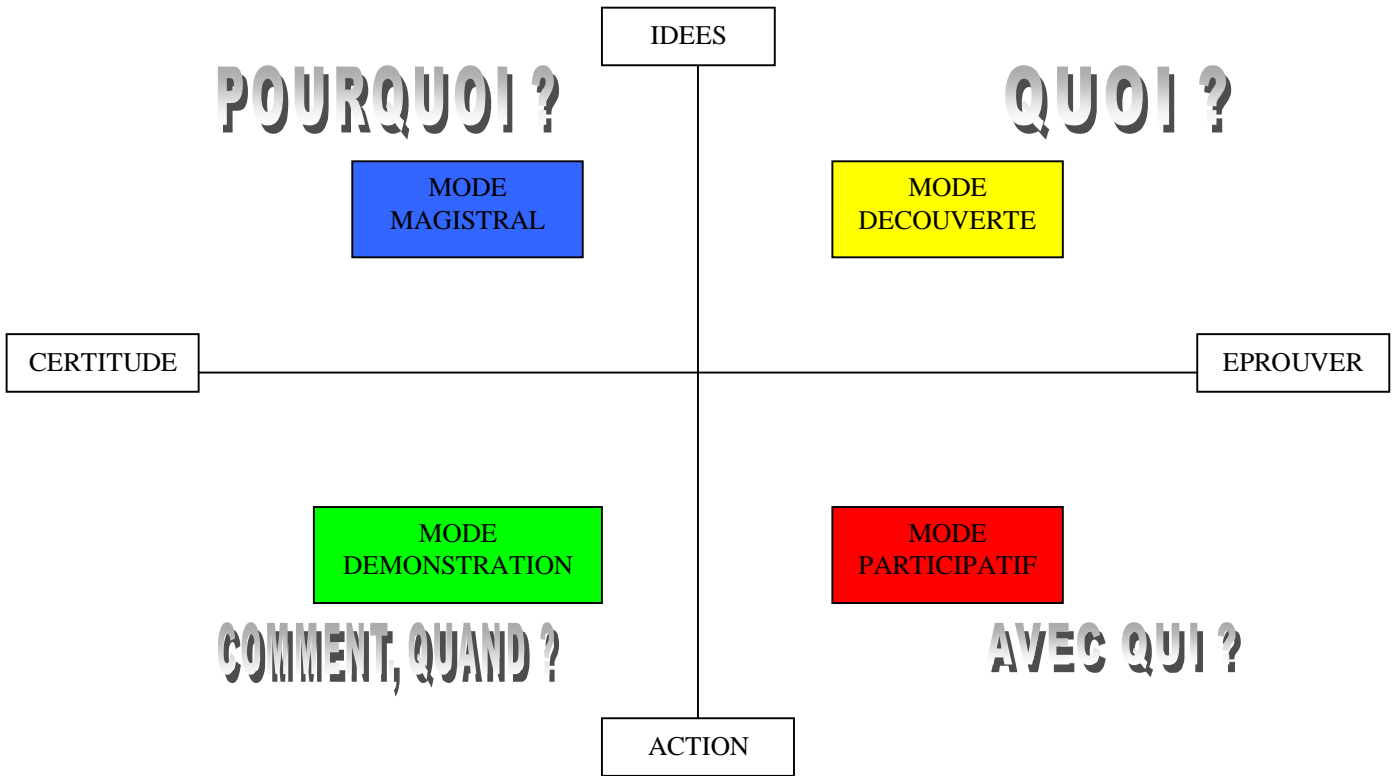 IDEES
POURQUOI ?
QUOI ?
MODE
MAGISTRAL
MODE
DECOUVERTE
CERTITUDE
EPROUVER
MODE
DEMONSTRATION
MODE
PARTICIPATIF
COMMENT, QUAND ?
AVEC QUI ?
ACTION